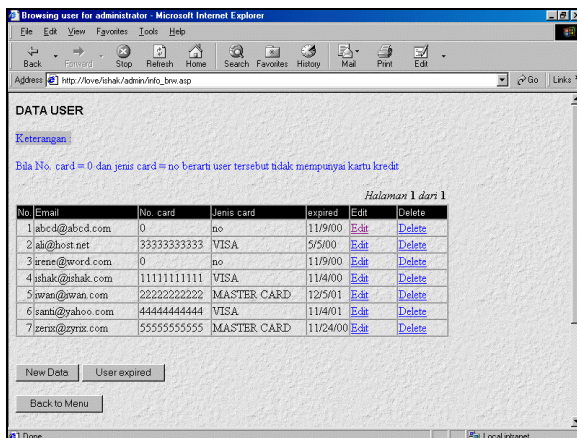 Browsing user for administrator - Microsoft Internet Explorer
File Edit View Favorites Tools Help
Back Forward Stop Refresh Home Search Favorites History Mail Print Edit
Address http://love/ishak/admin/info_brw.asp Go Links
DATA USER
Keterangan :
Bila No. card = 0 dan jenis card = no berarti user tersebut tidak mempunyai kartu kredit
Halaman 1 dari 1
No. Email No. card Jenis card expired Edit Delete
1 abcd@abcd.com 0 no 11/9/00 Edit Delete
2 ali@host.net 33333333333 VISA 5/5/00 Edit Delete
3 irene@word.com 0 no 11/9/00 Edit Delete
4 ishak@ishak.com 11111111111 VISA 11/4/00 Edit Delete
5 iwan@iwan.com 22222222222 MASTER CARD 12/5/01 Edit Delete
6 santi@yahoo.com 44444444444 VISA 11/4/01 Edit Delete
7 zerix@zyrix.com 55555555555 MASTER CARD 11/24/00 Edit Delete
New Data User expired
Back to Menu
Done Local intranet